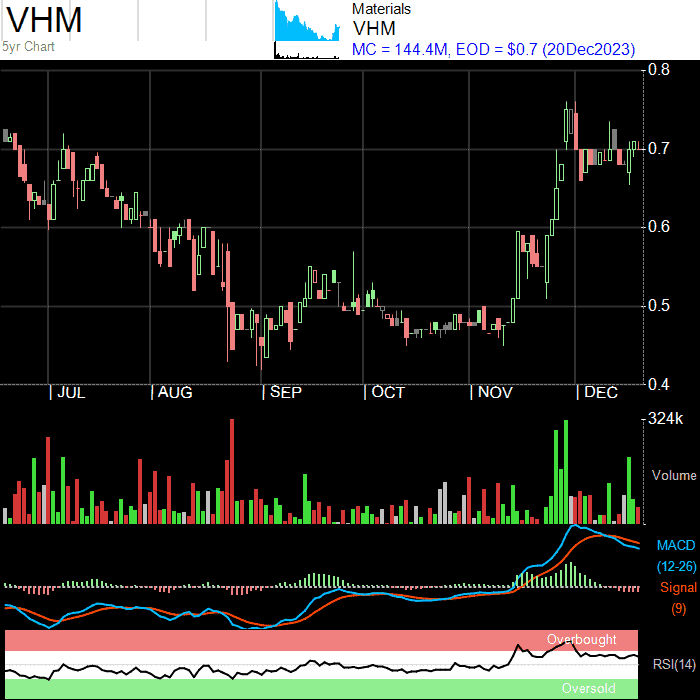 VHM
5yr Chart
Materials
VHM
MC = 144.4M, EOD = $0.7 (20Dec2023)
0.8
0.7
0.6
0.5
0.4
| JUL | AUG | SEP | OCT | NOV | DEC
324k
Volume
MACD
(12-26)
Signal
(9)
Overbought
RSI(14)
Oversold